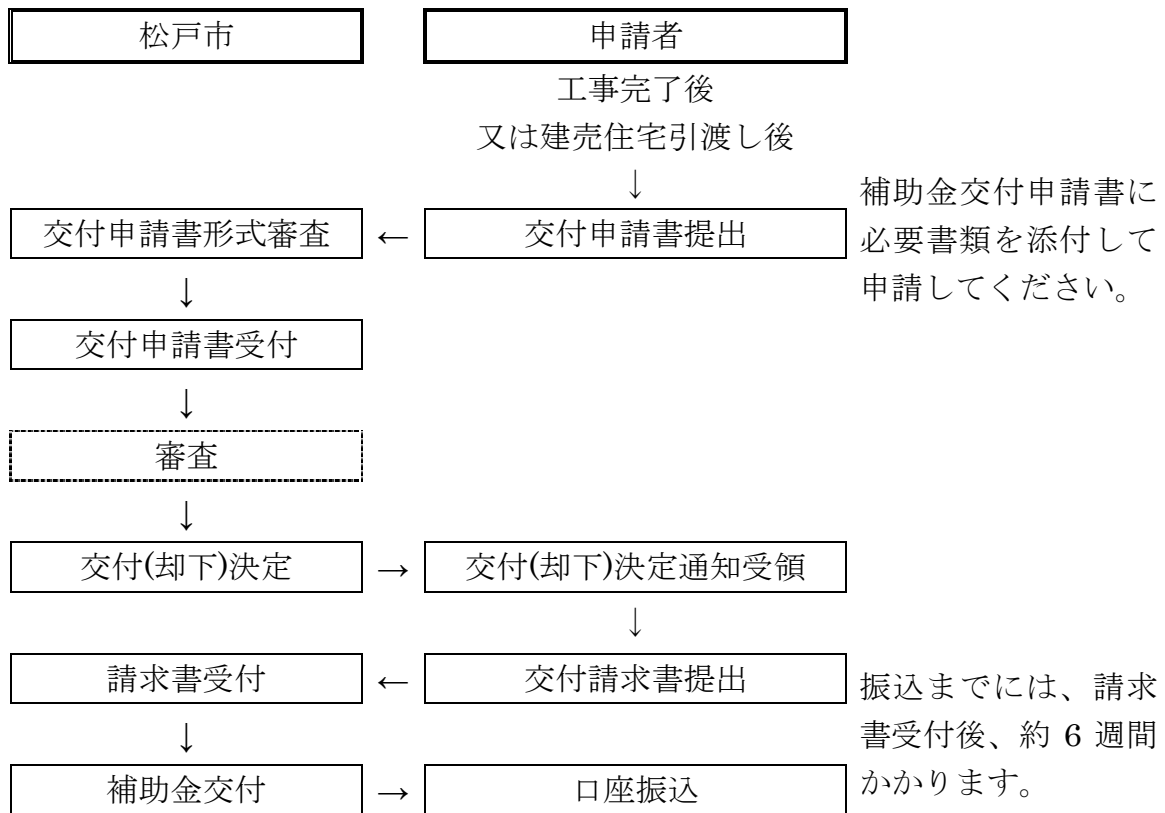 松戸市
申請者
工事完了後
又は建売住宅引渡し後
↓
交付申請書形式審査 ← 交付申請書提出
補助金交付申請書に
必要書類を添付して
申請してください。
↓
交付申請書受付
↓
審査
↓
交付(却下)決定 → 交付(却下)決定通知受領
↓
請求書受付 ← 交付請求書提出
振込までには、請求
書受付後、約 6 週間
かかります。
↓
補助金交付 → 口座振込